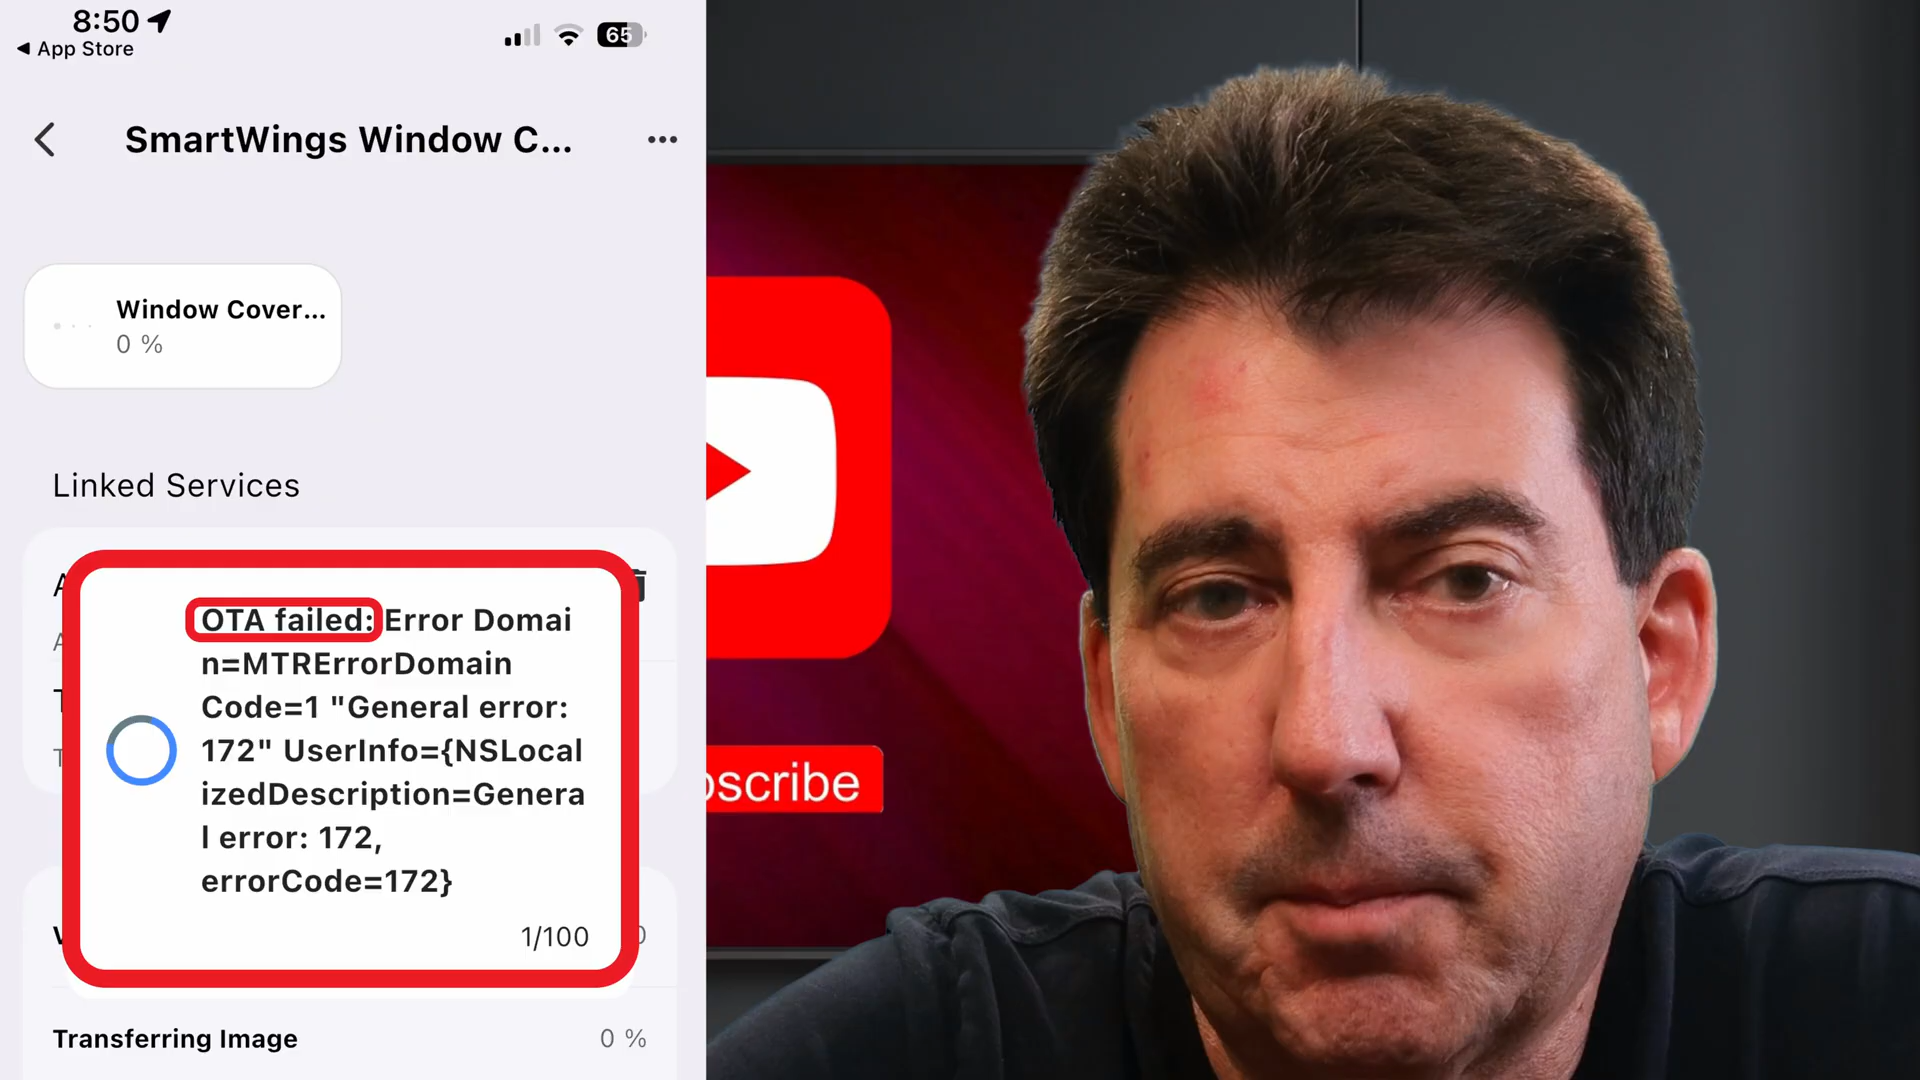 8:50
65
◀ App Store
SmartWings Window C...
Window Cover...
0 %
Linked Services
OTA failed: Error Domai
n=MTRErrorDomain
Code=1 "General error:
172" UserInfo={NSLocal
izedDescription=Genera
l error: 172,
errorCode=172}
1/100
Transferring Image
0 %
bscribe